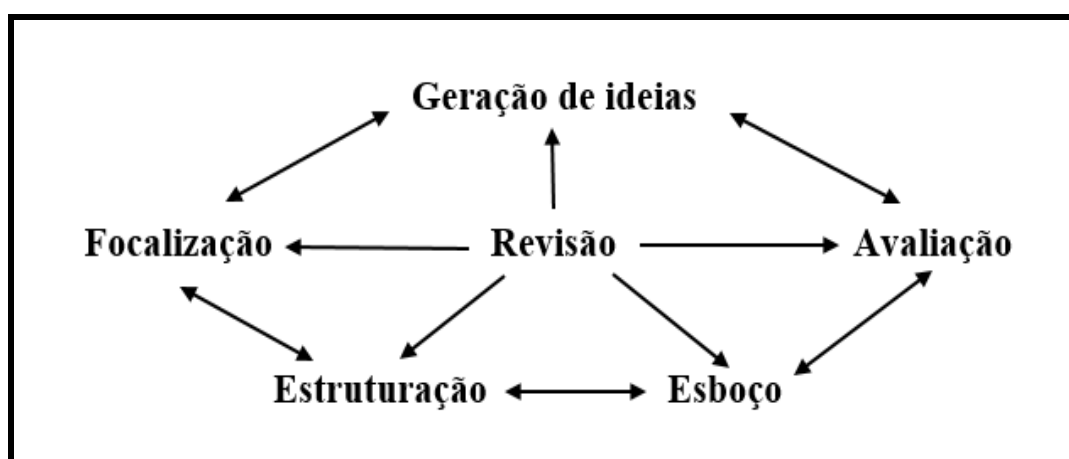 Geração de ideias
Focalização
Revisão
Avaliação
Estruturação
Esboço